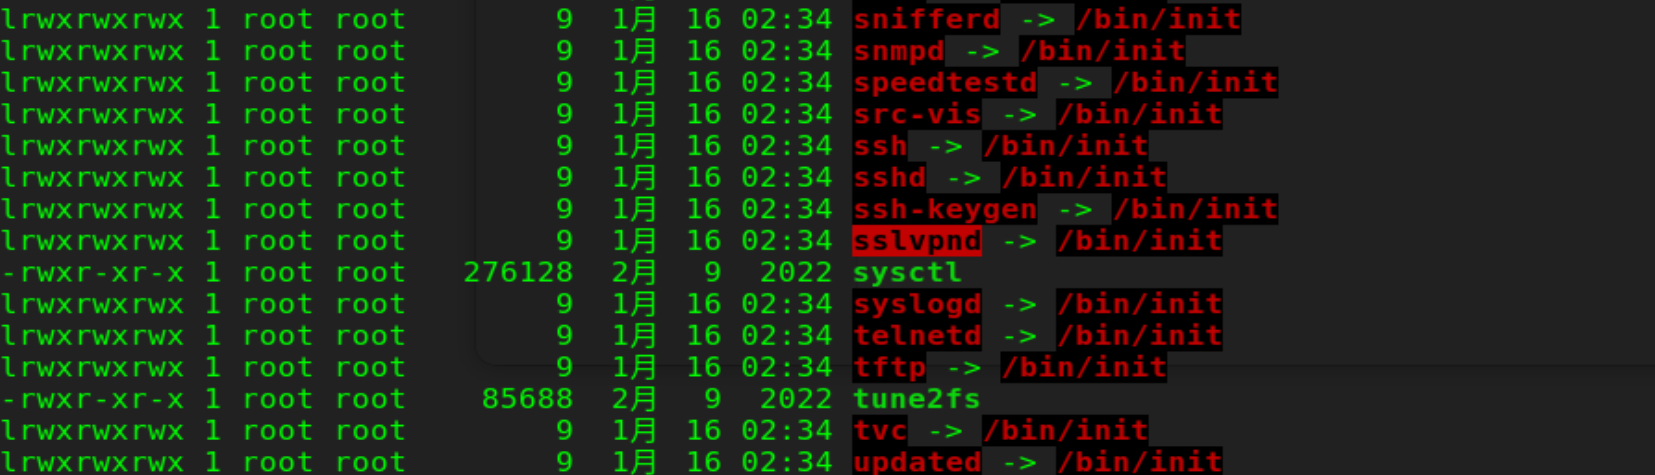 lrwxrwxrwx 1 root root 9 1月 16 02:34 snifferd -> /bin/init
lrwxrwxrwx 1 root root 9 1月 16 02:34 snmpd -> /bin/init
lrwxrwxrwx 1 root root 9 1月 16 02:34 speedtestd -> /bin/init
lrwxrwxrwx 1 root root 9 1月 16 02:34 src-vis -> /bin/init
lrwxrwxrwx 1 root root 9 1月 16 02:34 ssh -> /bin/init
lrwxrwxrwx 1 root root 9 1月 16 02:34 sshd -> /bin/init
lrwxrwxrwx 1 root root 9 1月 16 02:34 ssh-keygen -> /bin/init
lrwxrwxrwx 1 root root 9 1月 16 02:34 sslvpnd -> /bin/init
-rwxr-xr-x 1 root root 276128 2月 9 2022 sysctl
lrwxrwxrwx 1 root root 9 1月 16 02:34 syslogd -> /bin/init
lrwxrwxrwx 1 root root 9 1月 16 02:34 telnetd -> /bin/init
lrwxrwxrwx 1 root root 9 1月 16 02:34 tftp -> /bin/init
-rwxr-xr-x 1 root root 85688 2月 9 2022 tune2fs
lrwxrwxrwx 1 root root 9 1月 16 02:34 tvc -> /bin/init
lrwxrwxrwx 1 root root 9 1月 16 02:34 updated -> /bin/init